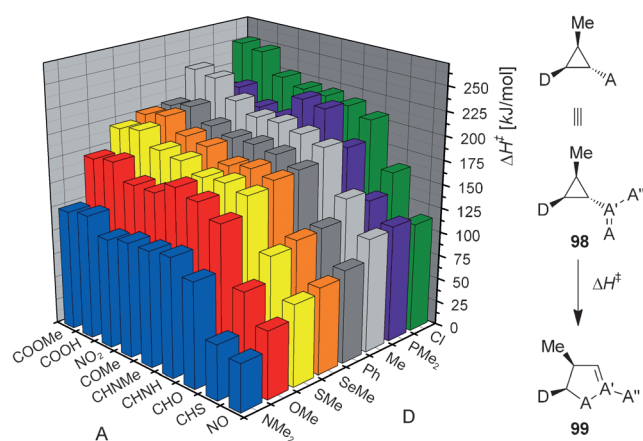 ΔH‡ [kJ/mol]
250
225
200
175
150
125
100
75
50
25
0
COOMe
COOH
NO2
COMe
CHNMe
CHNH
CHO
CHS
NO
A
NMe2
OMe
SMe
SeMe
Ph
Me
PMe2
Cl
D
Me
D A
Me
D A' A"
A
98
ΔH‡
Me
D A A' A"
99